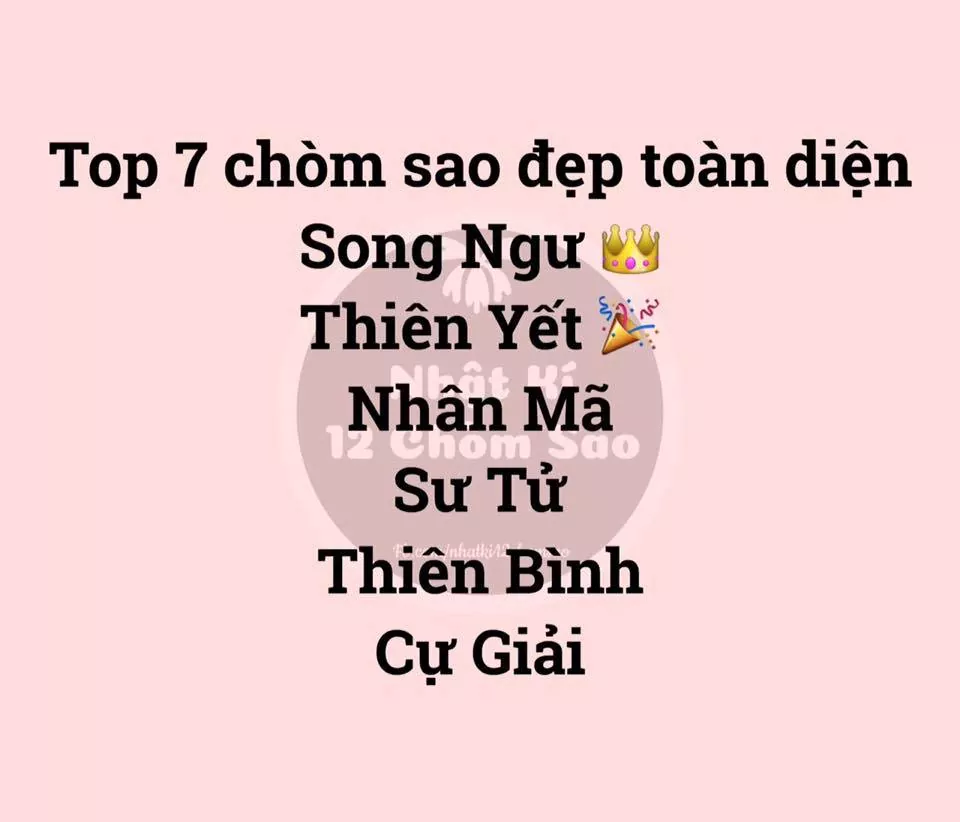 Top 7 chòm sao đẹp toàn diện
Song Ngư 👑
Thiên Yết 🎉
Nhân Mã
Nhật Kí
12 Chòm Sao
Sư Tử
Thiên Bình
Cự Giải